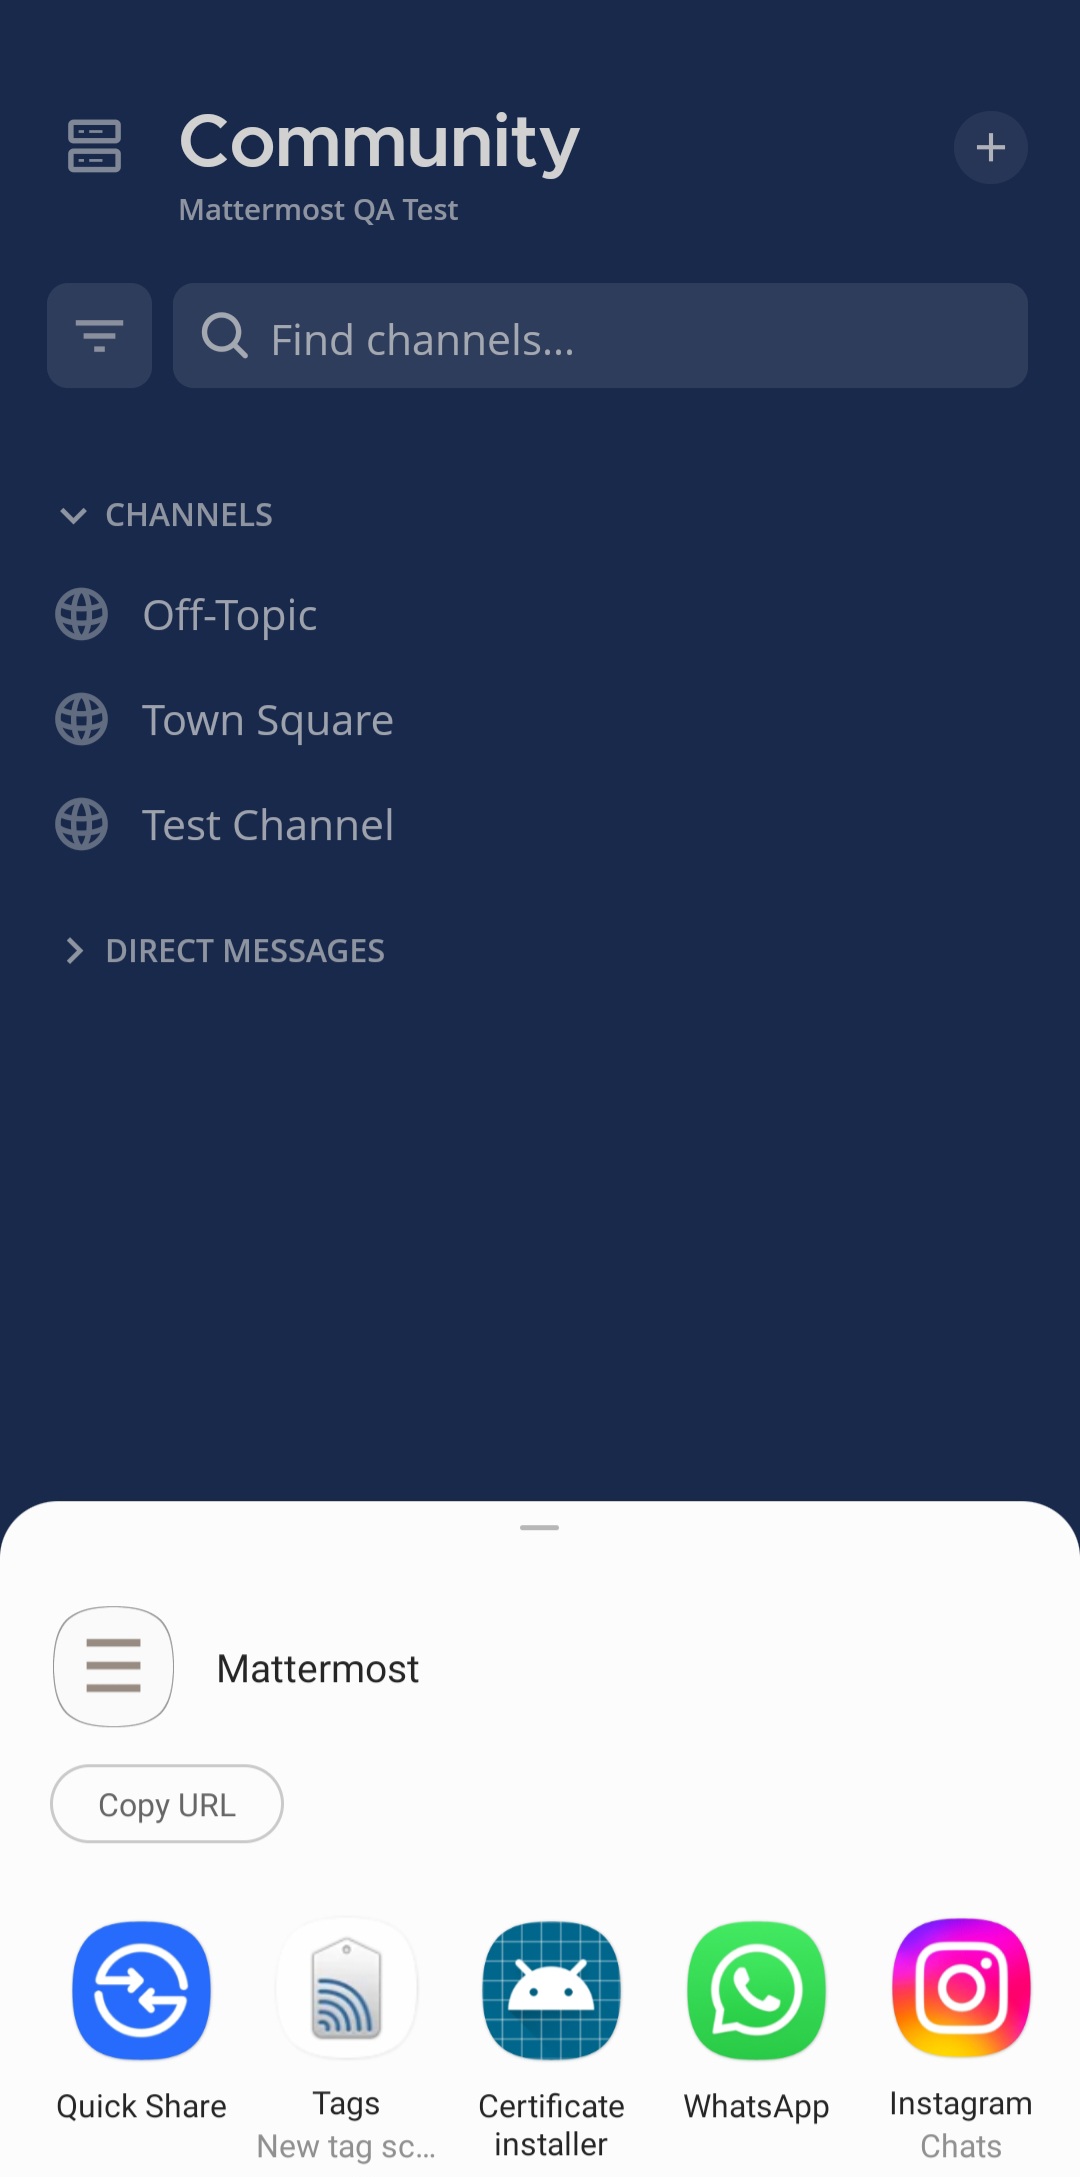 Community
Mattermost QA Test
Find channels...
CHANNELS
Off-Topic
Town Square
Test Channel
DIRECT MESSAGES
Mattermost
Copy URL
Quick Share
Tags
New tag sc...
Certificate
installer
WhatsApp
Instagram
Chats